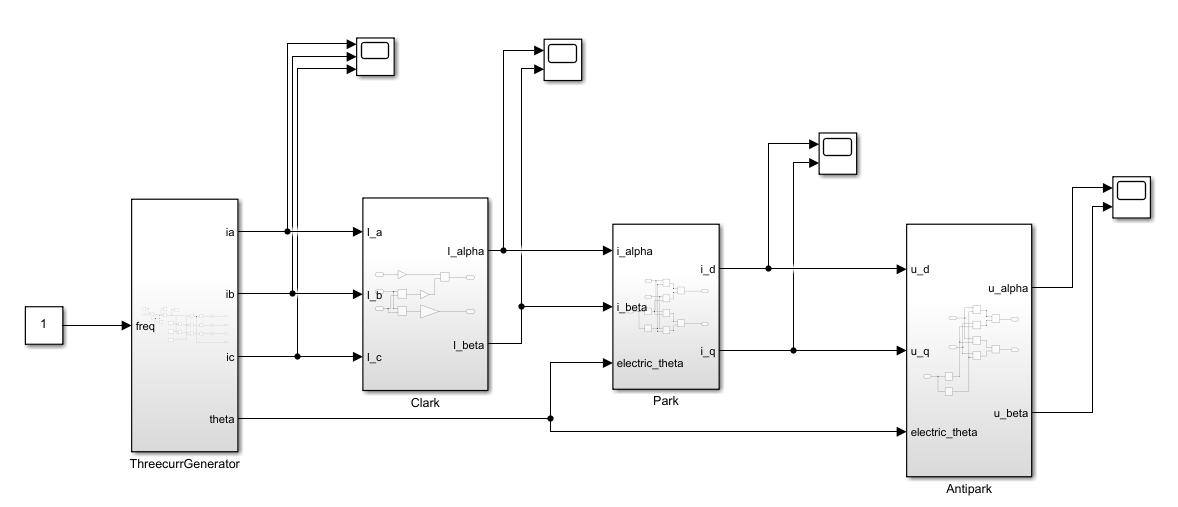 1
freq
ia
ib
ic
theta
ThreecurrGenerator
I_a
I_b
I_c
I_alpha
I_beta
Clark
i_alpha
i_beta
electric_theta
i_d
i_q
Park
u_d
u_q
electric_theta
u_alpha
u_beta
Antipark